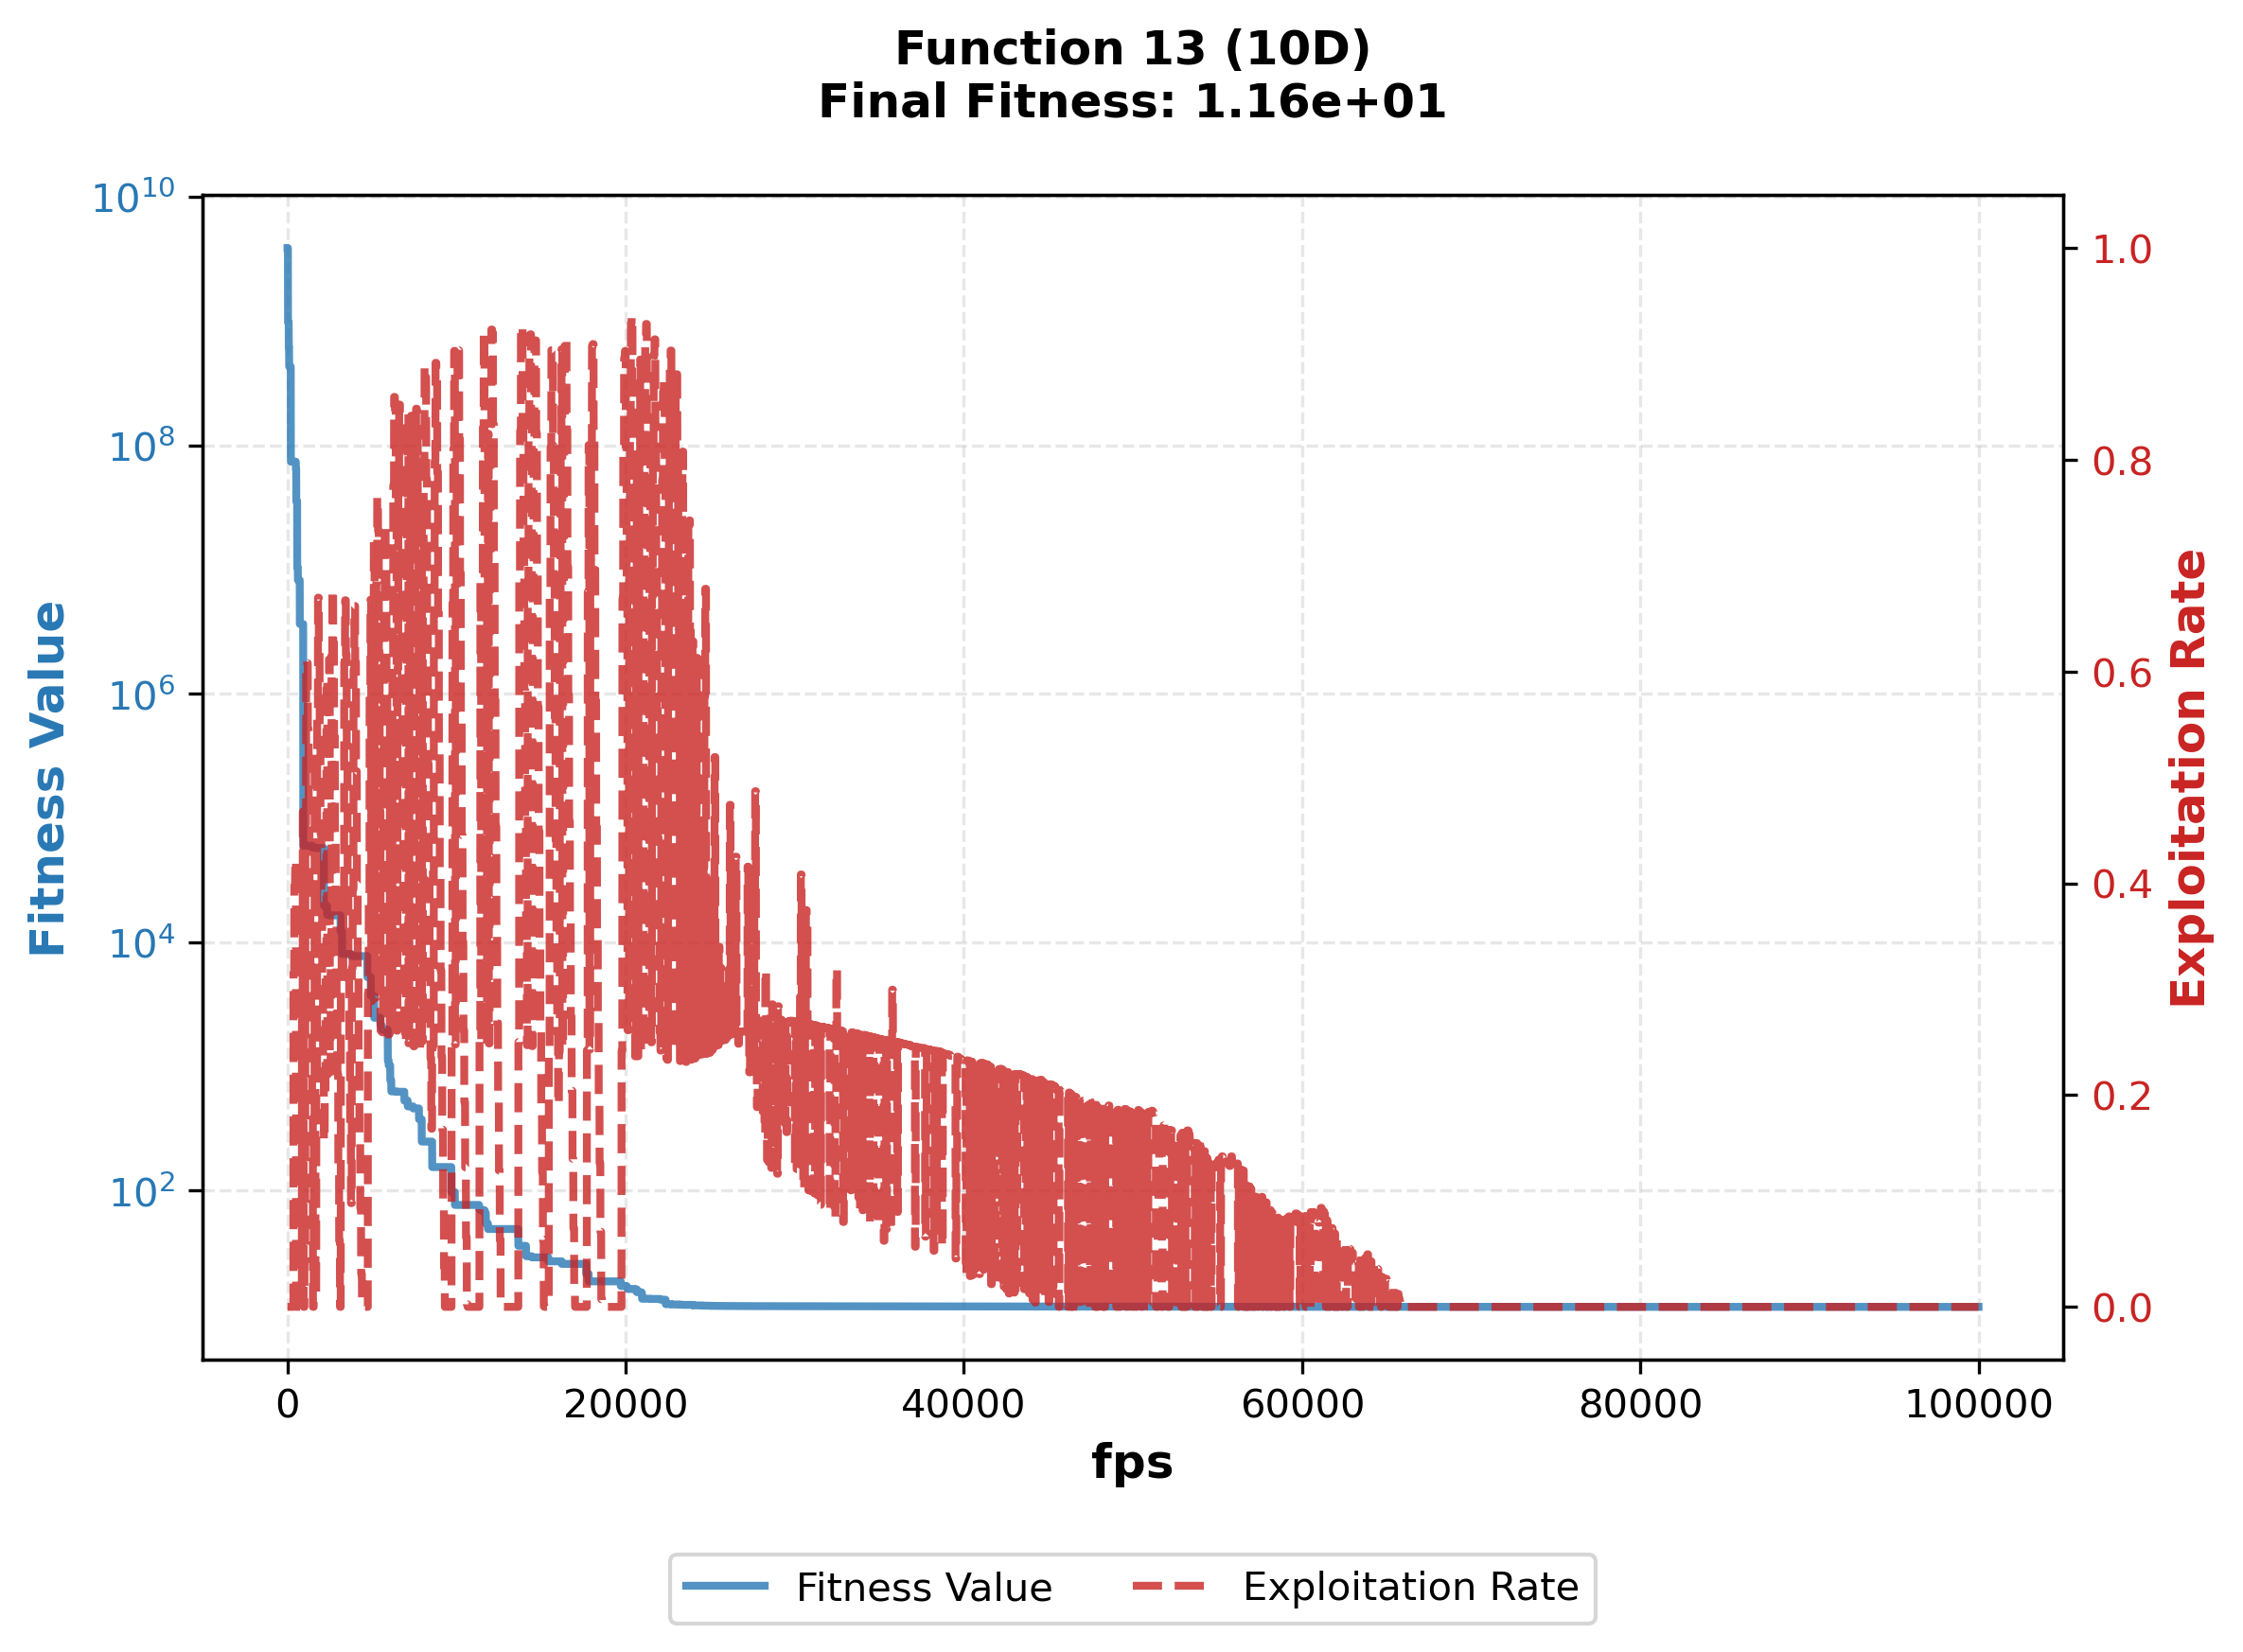 Function 13 (10D)
Final Fitness: 1.16e+01
Fitness Value
10^10
10^8
10^6
10^4
10^2
1.0
0.8
0.6
0.4
0.2
0.0
Exploitation Rate
0 20000 40000 60000 80000 100000
fps
Fitness Value Exploitation Rate